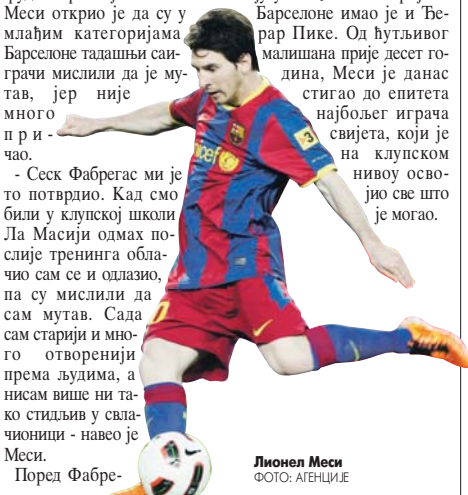 Меси открио је да су у
млађим категоријама
Барселоне тадашњи саи-
грачи мислили да је му-
тав, јер није
много
при-
чао.
- Сеск Фабрегас ми је
то потврдио. Кад смо
били у клупској школи
Ла Масији одмах по-
слије тренинга обла-
чио сам се и одлазио,
па су мислили да
сам мутав. Сада
сам старији и мно-
го отворенији
према људима, а
нисам више ни та-
ко стидљив у свла-
чионици - навео је
Меси.
Поред Фабре-
Барселоне имао је и Ђе-
рар Пике. Од ћутљивог
малишана прије десет го-
дина, Меси је данас
стигао до епитета
најбољег играча
свијета, који је
на клупском
нивоу осво-
јио све што
је могао.
unicef
3
Лионел Меси
ФОТО: АГЕНЦИЈЕ